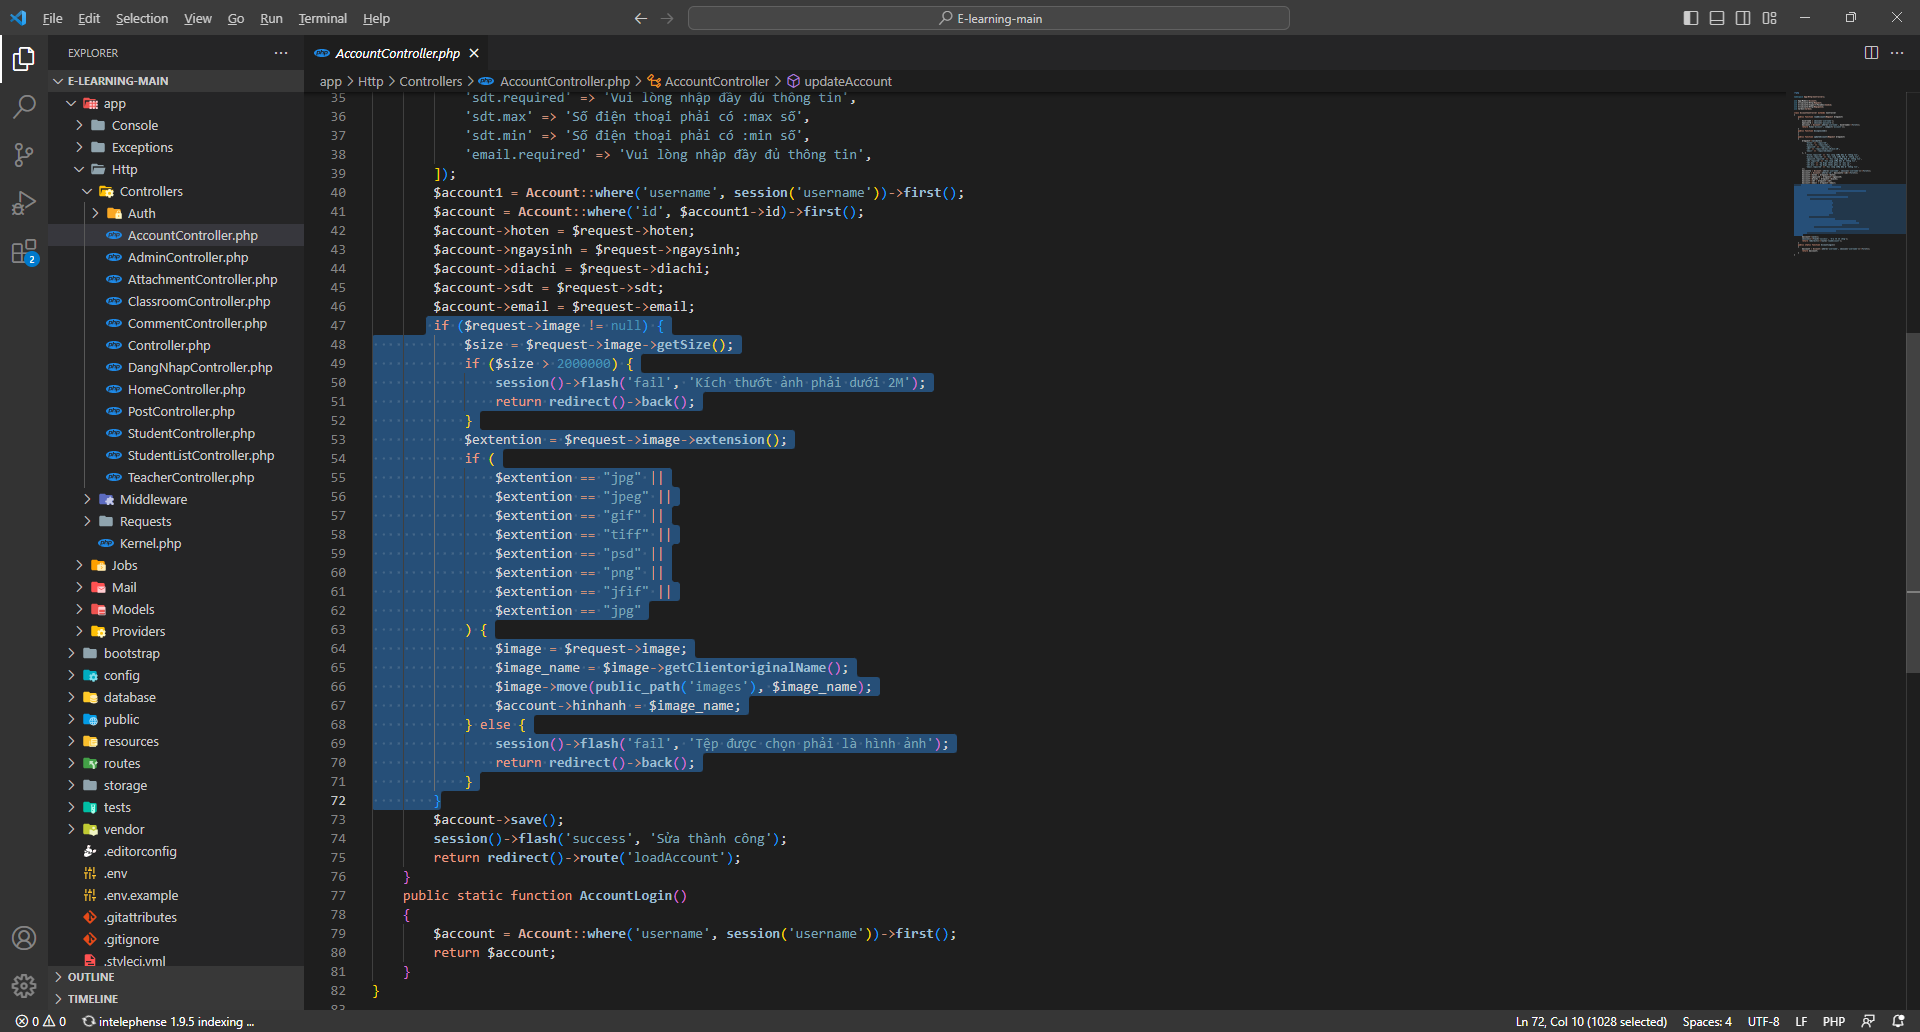 File Edit Selection View Go Run Terminal Help
E-learning-main
EXPLORER
E-LEARNING-MAIN
app
Console
Exceptions
Http
Controllers
Auth
AccountController.php
AdminController.php
AttachmentController.php
ClassroomController.php
CommentController.php
Controller.php
DangNhapController.php
HomeController.php
PostController.php
StudentController.php
StudentListController.php
TeacherController.php
Middleware
Requests
Kernel.php
Jobs
Mail
Models
Providers
bootstrap
config
database
public
resources
routes
storage
tests
vendor
.editorconfig
.env
.env.example
.gitattributes
.gitignore
.styleci.yml
OUTLINE
TIMELINE
2
AccountController.php
app > Http > Controllers > AccountController.php > AccountController > updateAccount
35 'sdt.required' => 'Vui lòng nhập đầy đủ thông tin',
36 'sdt.max' => 'Số điện thoại phải có :max số',
37 'sdt.min' => 'Số điện thoại phải có :min số',
38 'email.required' => 'Vui lòng nhập đầy đủ thông tin',
39 ]);
40 $account1 = Account::where('username', session('username'))->first();
41 $account = Account::where('id', $account1->id)->first();
42 $account->hoten = $request->hoten;
43 $account->ngaysinh = $request->ngaysinh;
44 $account->diachi = $request->diachi;
45 $account->sdt = $request->sdt;
46 $account->email = $request->email;
47 if ($request->image != null) {
48 $size = $request->image->getSize();
49 if ($size > 2000000) {
50 session()->flash('fail', 'Kích thướt ảnh phải dưới 2M');
51 return redirect()->back();
52 }
53 $extention = $request->image->extension();
54 if (
55 $extention == "jpg" ||
56 $extention == "jpeg" ||
57 $extention == "gif" ||
58 $extention == "tiff" ||
59 $extention == "psd" ||
60 $extention == "png" ||
61 $extention == "jfif" ||
62 $extention == "jpg"
63 ) {
64 $image = $request->image;
65 $image_name = $image->getClientoriginalName();
66 $image->move(public_path('images'), $image_name);
67 $account->hinhanh = $image_name;
68 } else {
69 session()->flash('fail', 'Tệp được chọn phải là hình ảnh');
70 return redirect()->back();
71 }
72 }
73 $account->save();
74 session()->flash('success', 'Sửa thành công');
75 return redirect()->route('loadAccount');
76 }
77 public static function AccountLogin()
78 {
79 $account = Account::where('username', session('username'))->first();
80 return $account;
81 }
82 }
83
0 0 intelephense 1.9.5 indexing ...
Ln 72, Col 10 (1028 selected) Spaces: 4 UTF-8 LF PHP